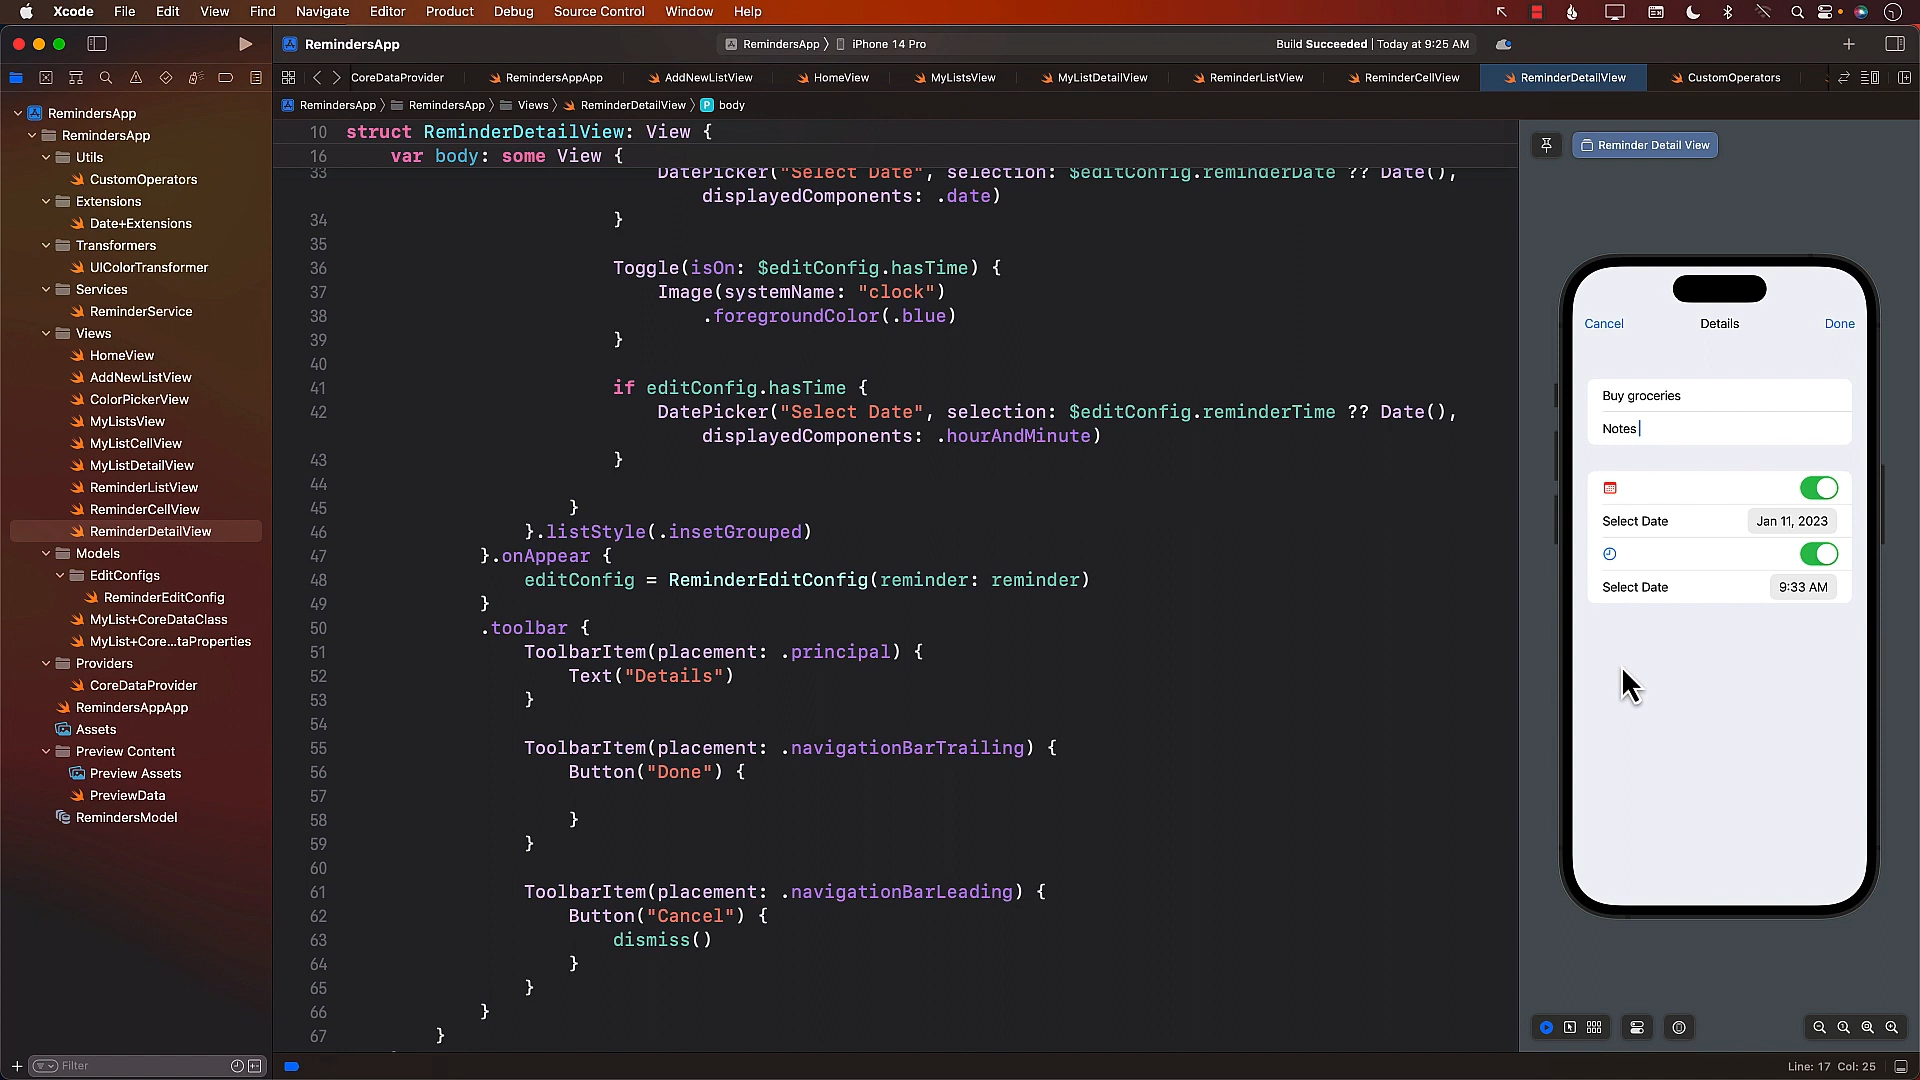 Xcode File Edit View Find Navigate Editor Product Debug Source Control Window Help
RemindersApp
RemindersApp 〉 iPhone 14 Pro
Build Succeeded | Today at 9:25 AM
CoreDataProvider RemindersAppApp AddNewListView HomeView MyListsView MyListDetailView ReminderListView ReminderCellView ReminderDetailView CustomOperators
RemindersApp 〉 RemindersApp 〉 Views 〉 ReminderDetailView 〉 P body
RemindersApp
RemindersApp
Utils
CustomOperators
Extensions
Date+Extensions
Transformers
UIColorTransformer
Services
ReminderService
Views
HomeView
AddNewListView
ColorPickerView
MyListsView
MyListCellView
MyListDetailView
ReminderListView
ReminderCellView
ReminderDetailView
Models
EditConfigs
ReminderEditConfig
MyList+CoreDataClass
MyList+Core...taProperties
Providers
CoreDataProvider
RemindersAppApp
Assets
Preview Content
Preview Assets
PreviewData
RemindersModel
Filter
10 struct ReminderDetailView: View {
16 var body: some View {
33 DatePicker("Select Date", selection: $editConfig.reminderDate ?? Date(),
displayedComponents: .date)
34 }
35
36 Toggle(isOn: $editConfig.hasTime) {
37 Image(systemName: "clock")
38 .foregroundColor(.blue)
39 }
40
41 if editConfig.hasTime {
42 DatePicker("Select Date", selection: $editConfig.reminderTime ?? Date(),
displayedComponents: .hourAndMinute)
43 }
44
45 }
46 }.listStyle(.insetGrouped)
47 }.onAppear {
48 editConfig = ReminderEditConfig(reminder: reminder)
49 }
50 .toolbar {
51 ToolbarItem(placement: .principal) {
52 Text("Details")
53 }
54
55 ToolbarItem(placement: .navigationBarTrailing) {
56 Button("Done") {
57
58 }
59 }
60
61 ToolbarItem(placement: .navigationBarLeading) {
62 Button("Cancel") {
63 dismiss()
64 }
65 }
66 }
67 }
Reminder Detail View
Cancel Details Done
Buy groceries
Notes
Select Date Jan 11, 2023
Select Date 9:33 AM
Line: 17 Col: 25